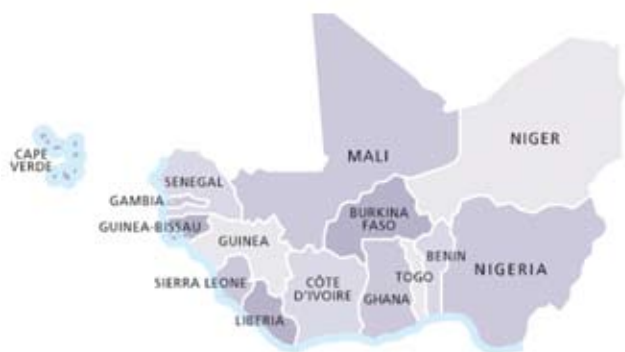 NIGER
MALI
CAPE
VERDE
SENEGAL
GAMBIA
BURKINA
FASO
GUINEA-BISSAU
GUINEA
BENIN
NIGERIA
TOGO
SIERRA LEONE
CÔTE
D'IVOIRE
GHANA
LIBERIA